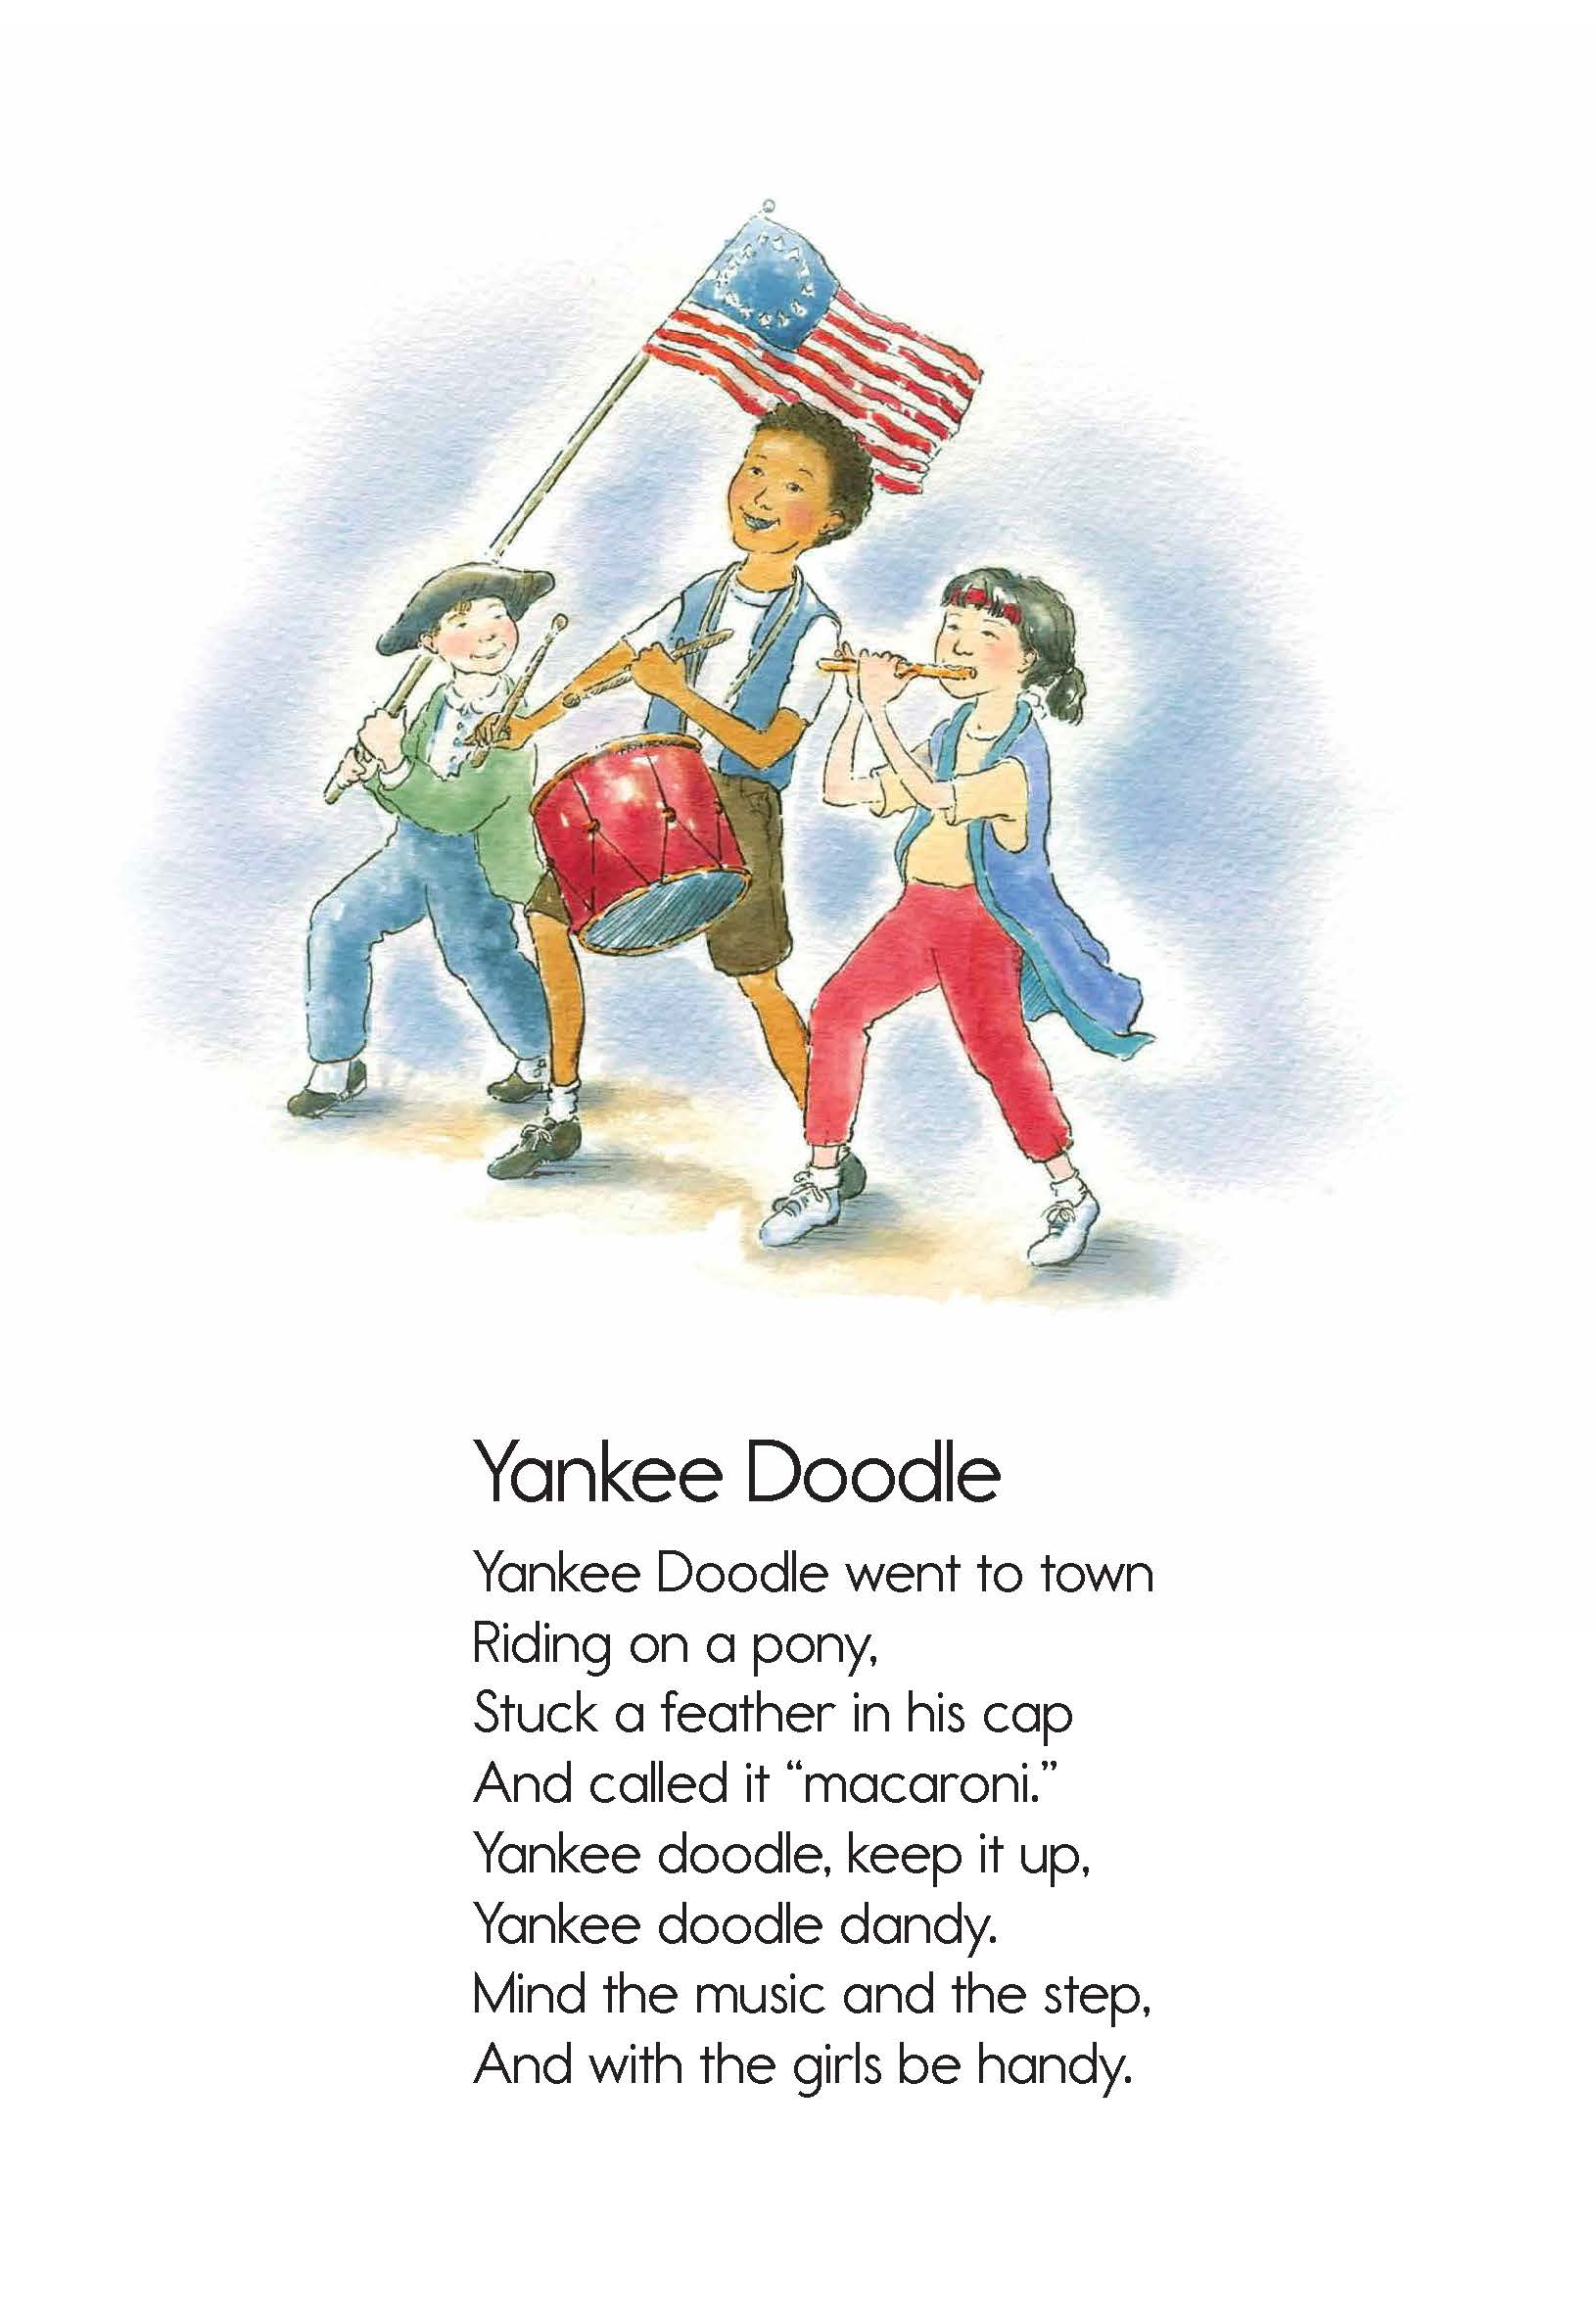 Yankee Doodle
Yankee Doodle went to town
Riding on a pony,
Stuck a feather in his cap
And called it “macaroni.”
Yankee doodle, keep it up,
Yankee doodle dandy.
Mind the music and the step,
And with the girls be handy.